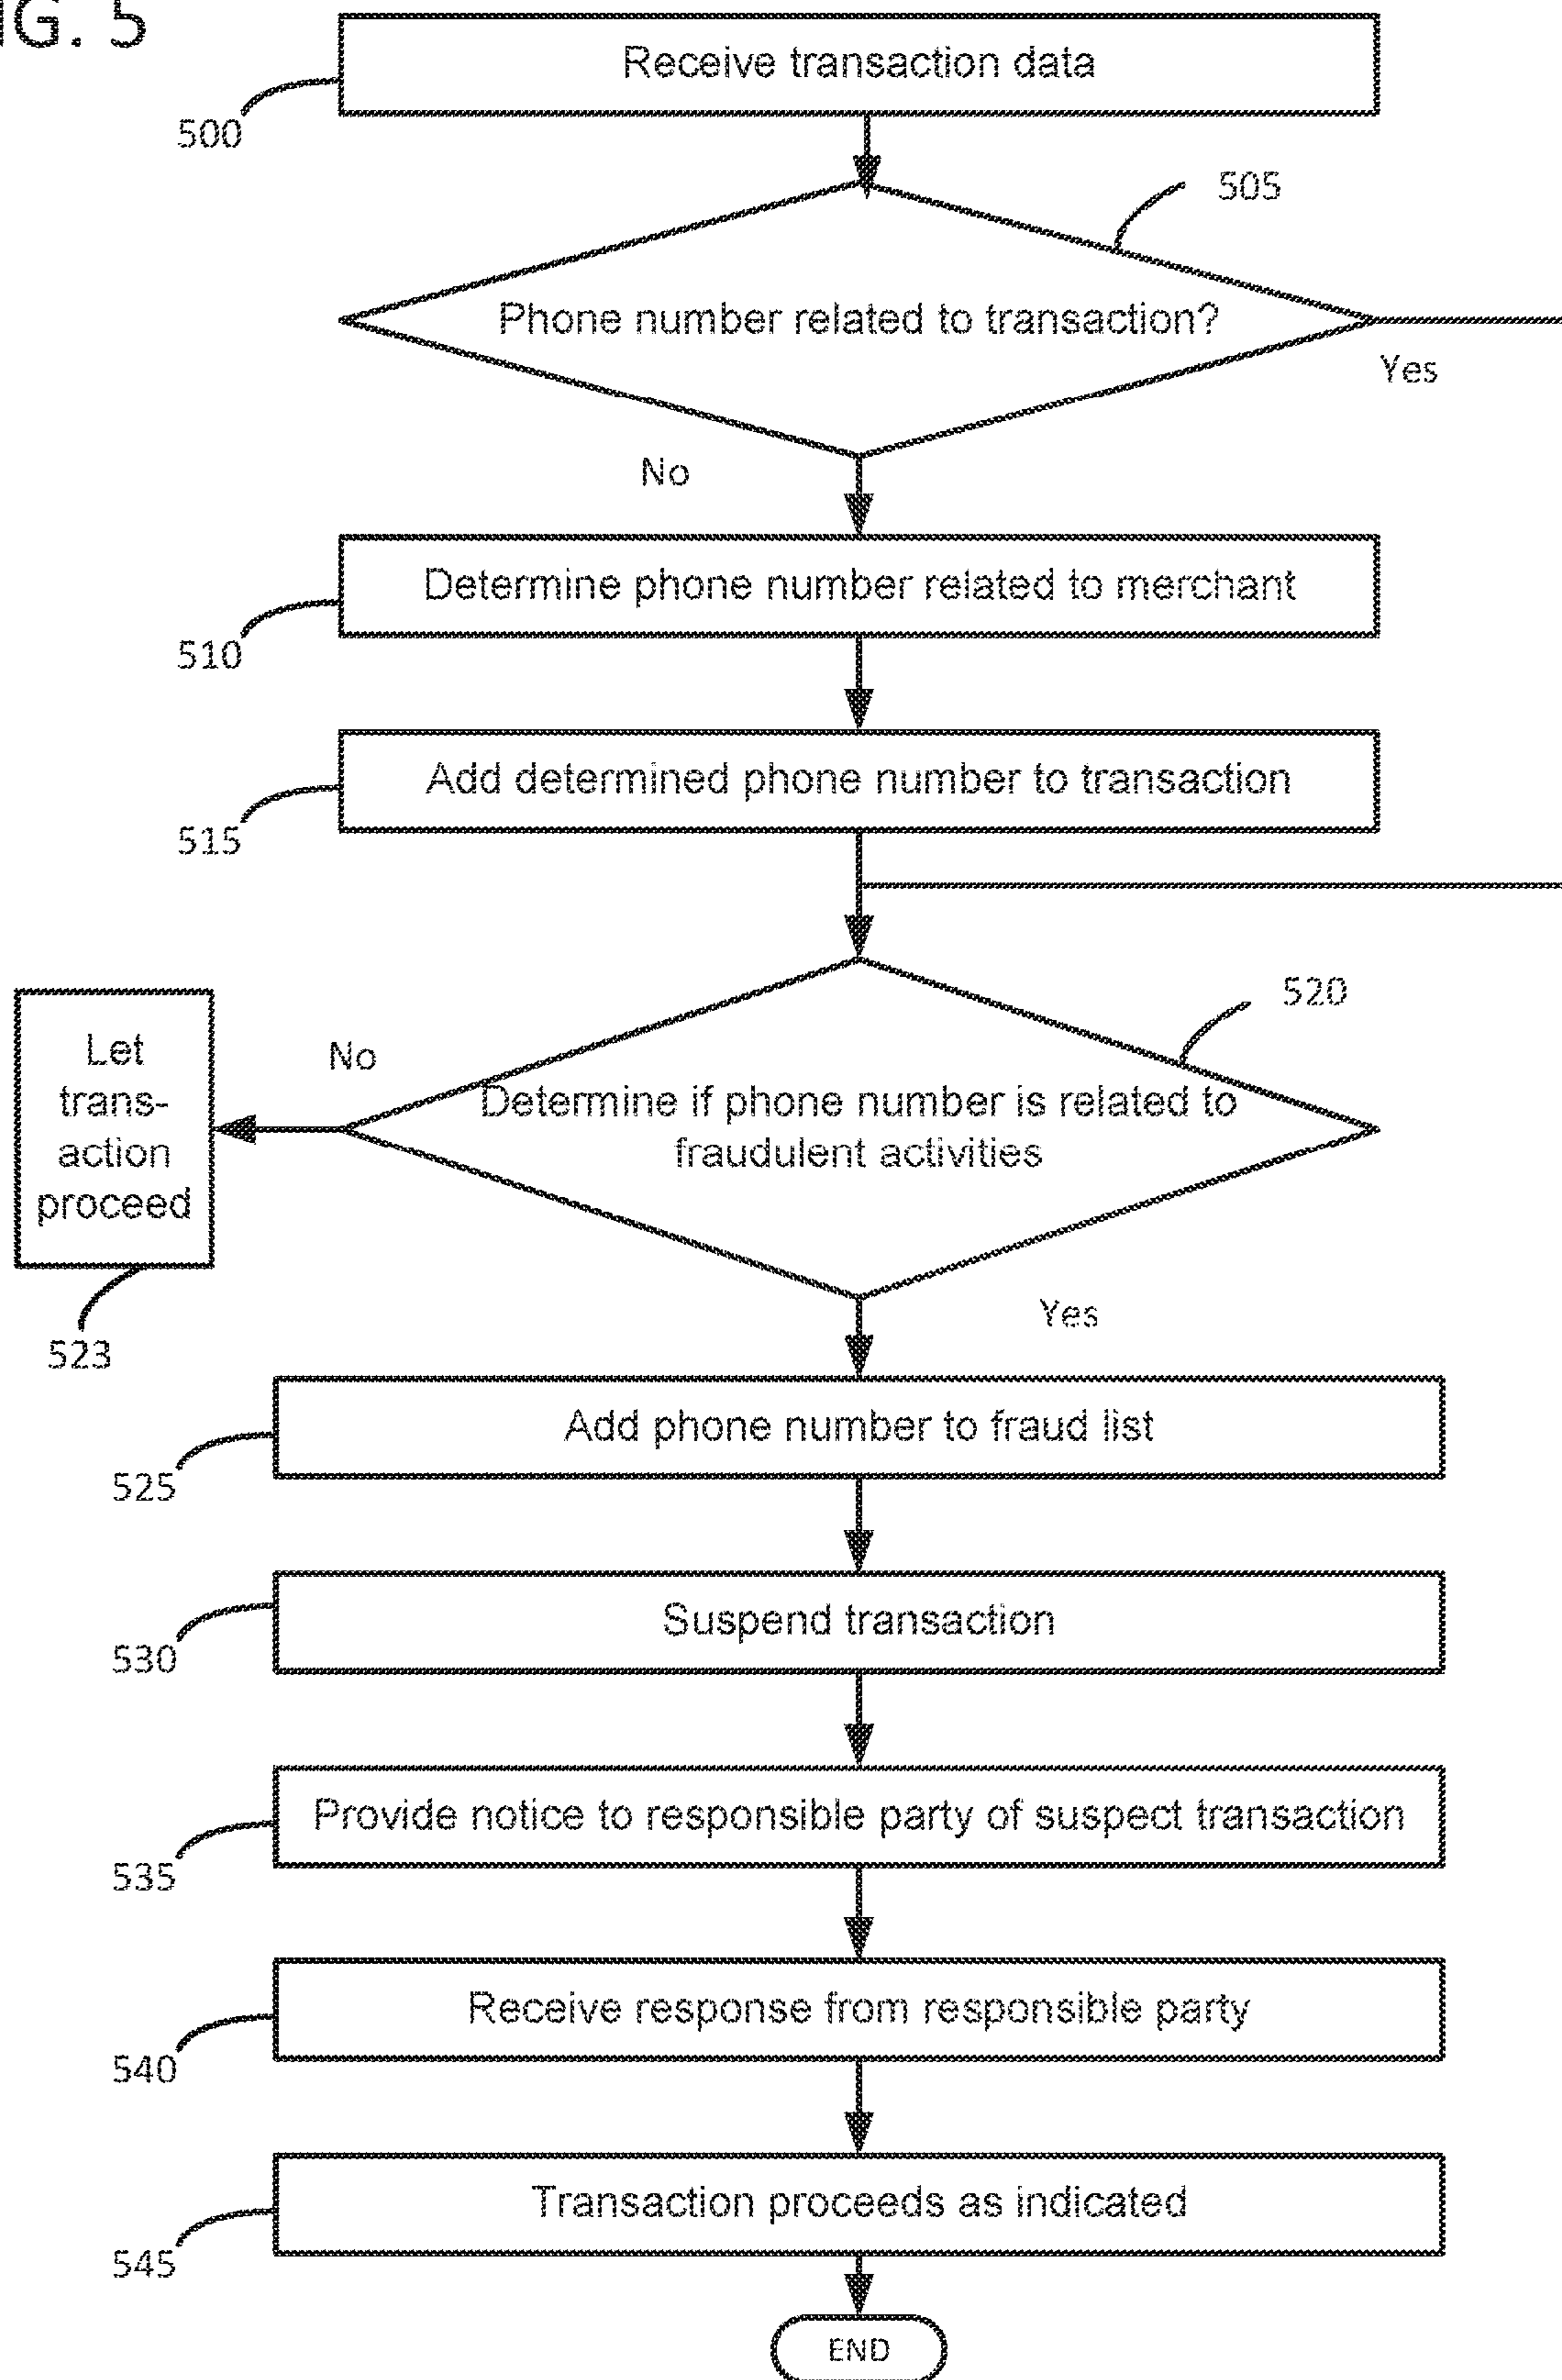 IG. 5
Receive transaction data
500
505
Phone number related to transaction?
Yes
No
Determine phone number related to merchant
510
Add determined phone number to transaction
515
520
Let
trans-
action
proceed
No
Determine if phone number is related to
fraudulent activities
523
Yes
Add phone number to fraud list
525
Suspend transaction
530
Provide notice to responsible party of suspect transaction
535
Receive response from responsible party
540
Transaction proceeds as indicated
545
END